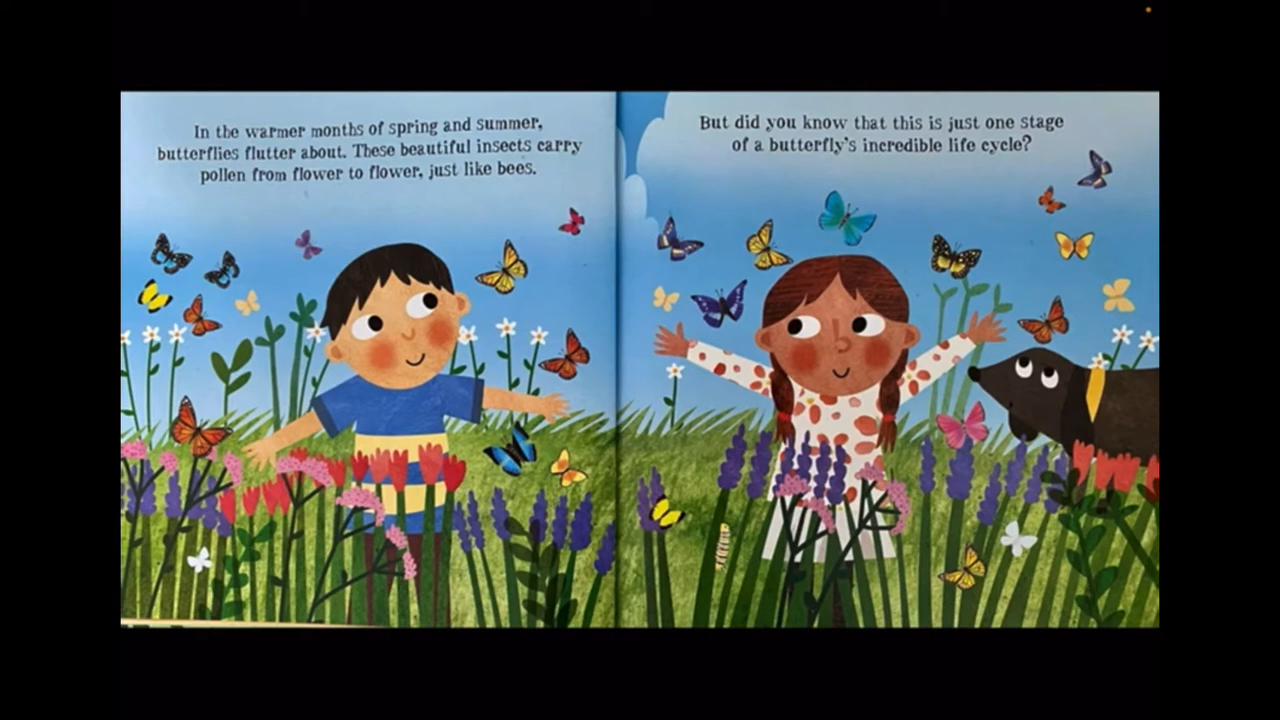 In the warmer months of spring and summer,
butterflies flutter about. These beautiful insects carry
pollen from flower to flower, just like bees.
But did you know that this is just one stage
of a butterfly's incredible life cycle?